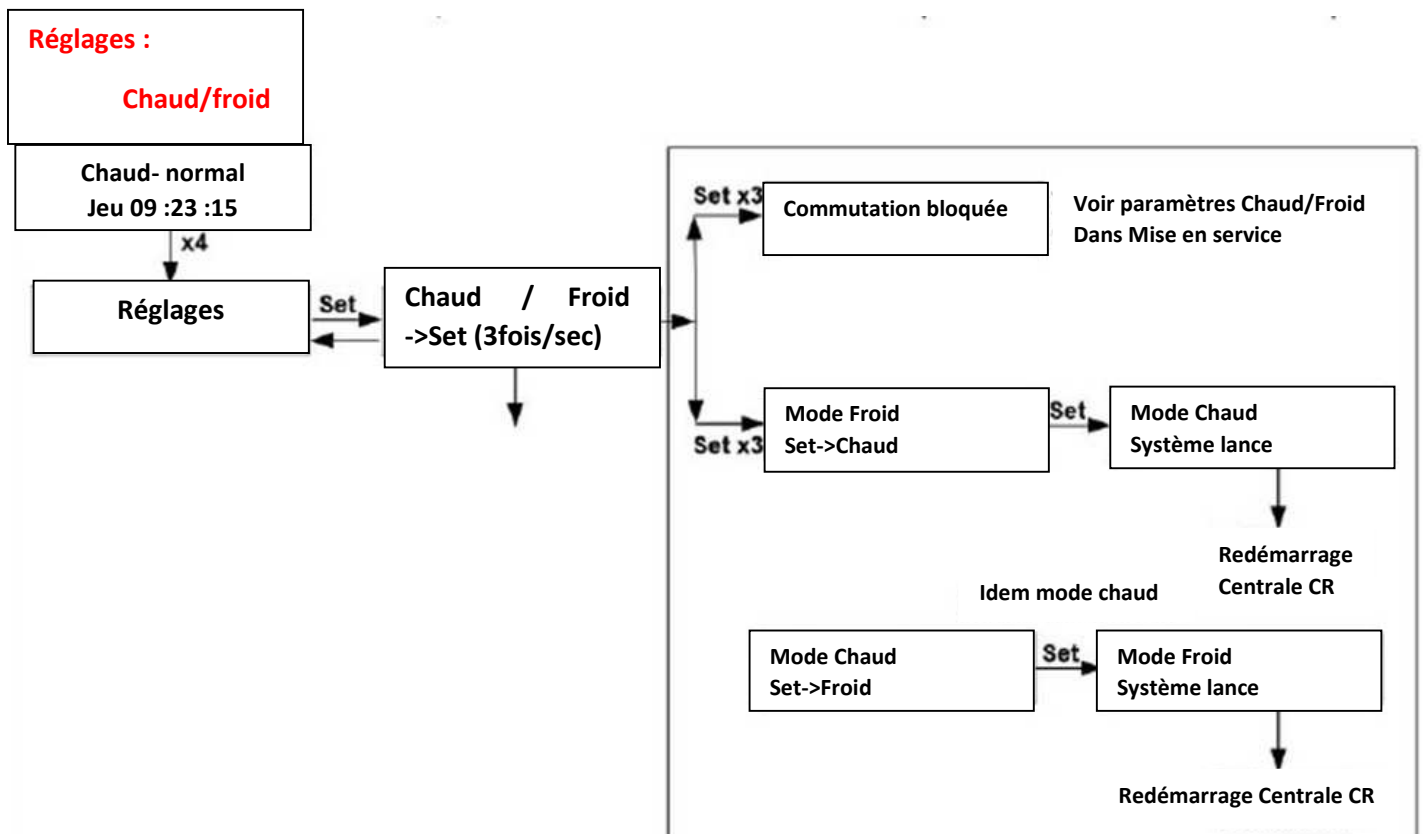 Réglages :
Chaud/froid
Chaud- normal
Jeu 09 :23 :15
x4
Réglages
Set
Chaud / Froid
->Set (3fois/sec)
Set x3
Commutation bloquée
Voir paramètres Chaud/Froid
Dans Mise en service
Set x3
Mode Froid
Set->Chaud
Set
Mode Chaud
Système lance
Redémarrage
Centrale CR
Idem mode chaud
Mode Chaud
Set->Froid
Set
Mode Froid
Système lance
Redémarrage Centrale CR